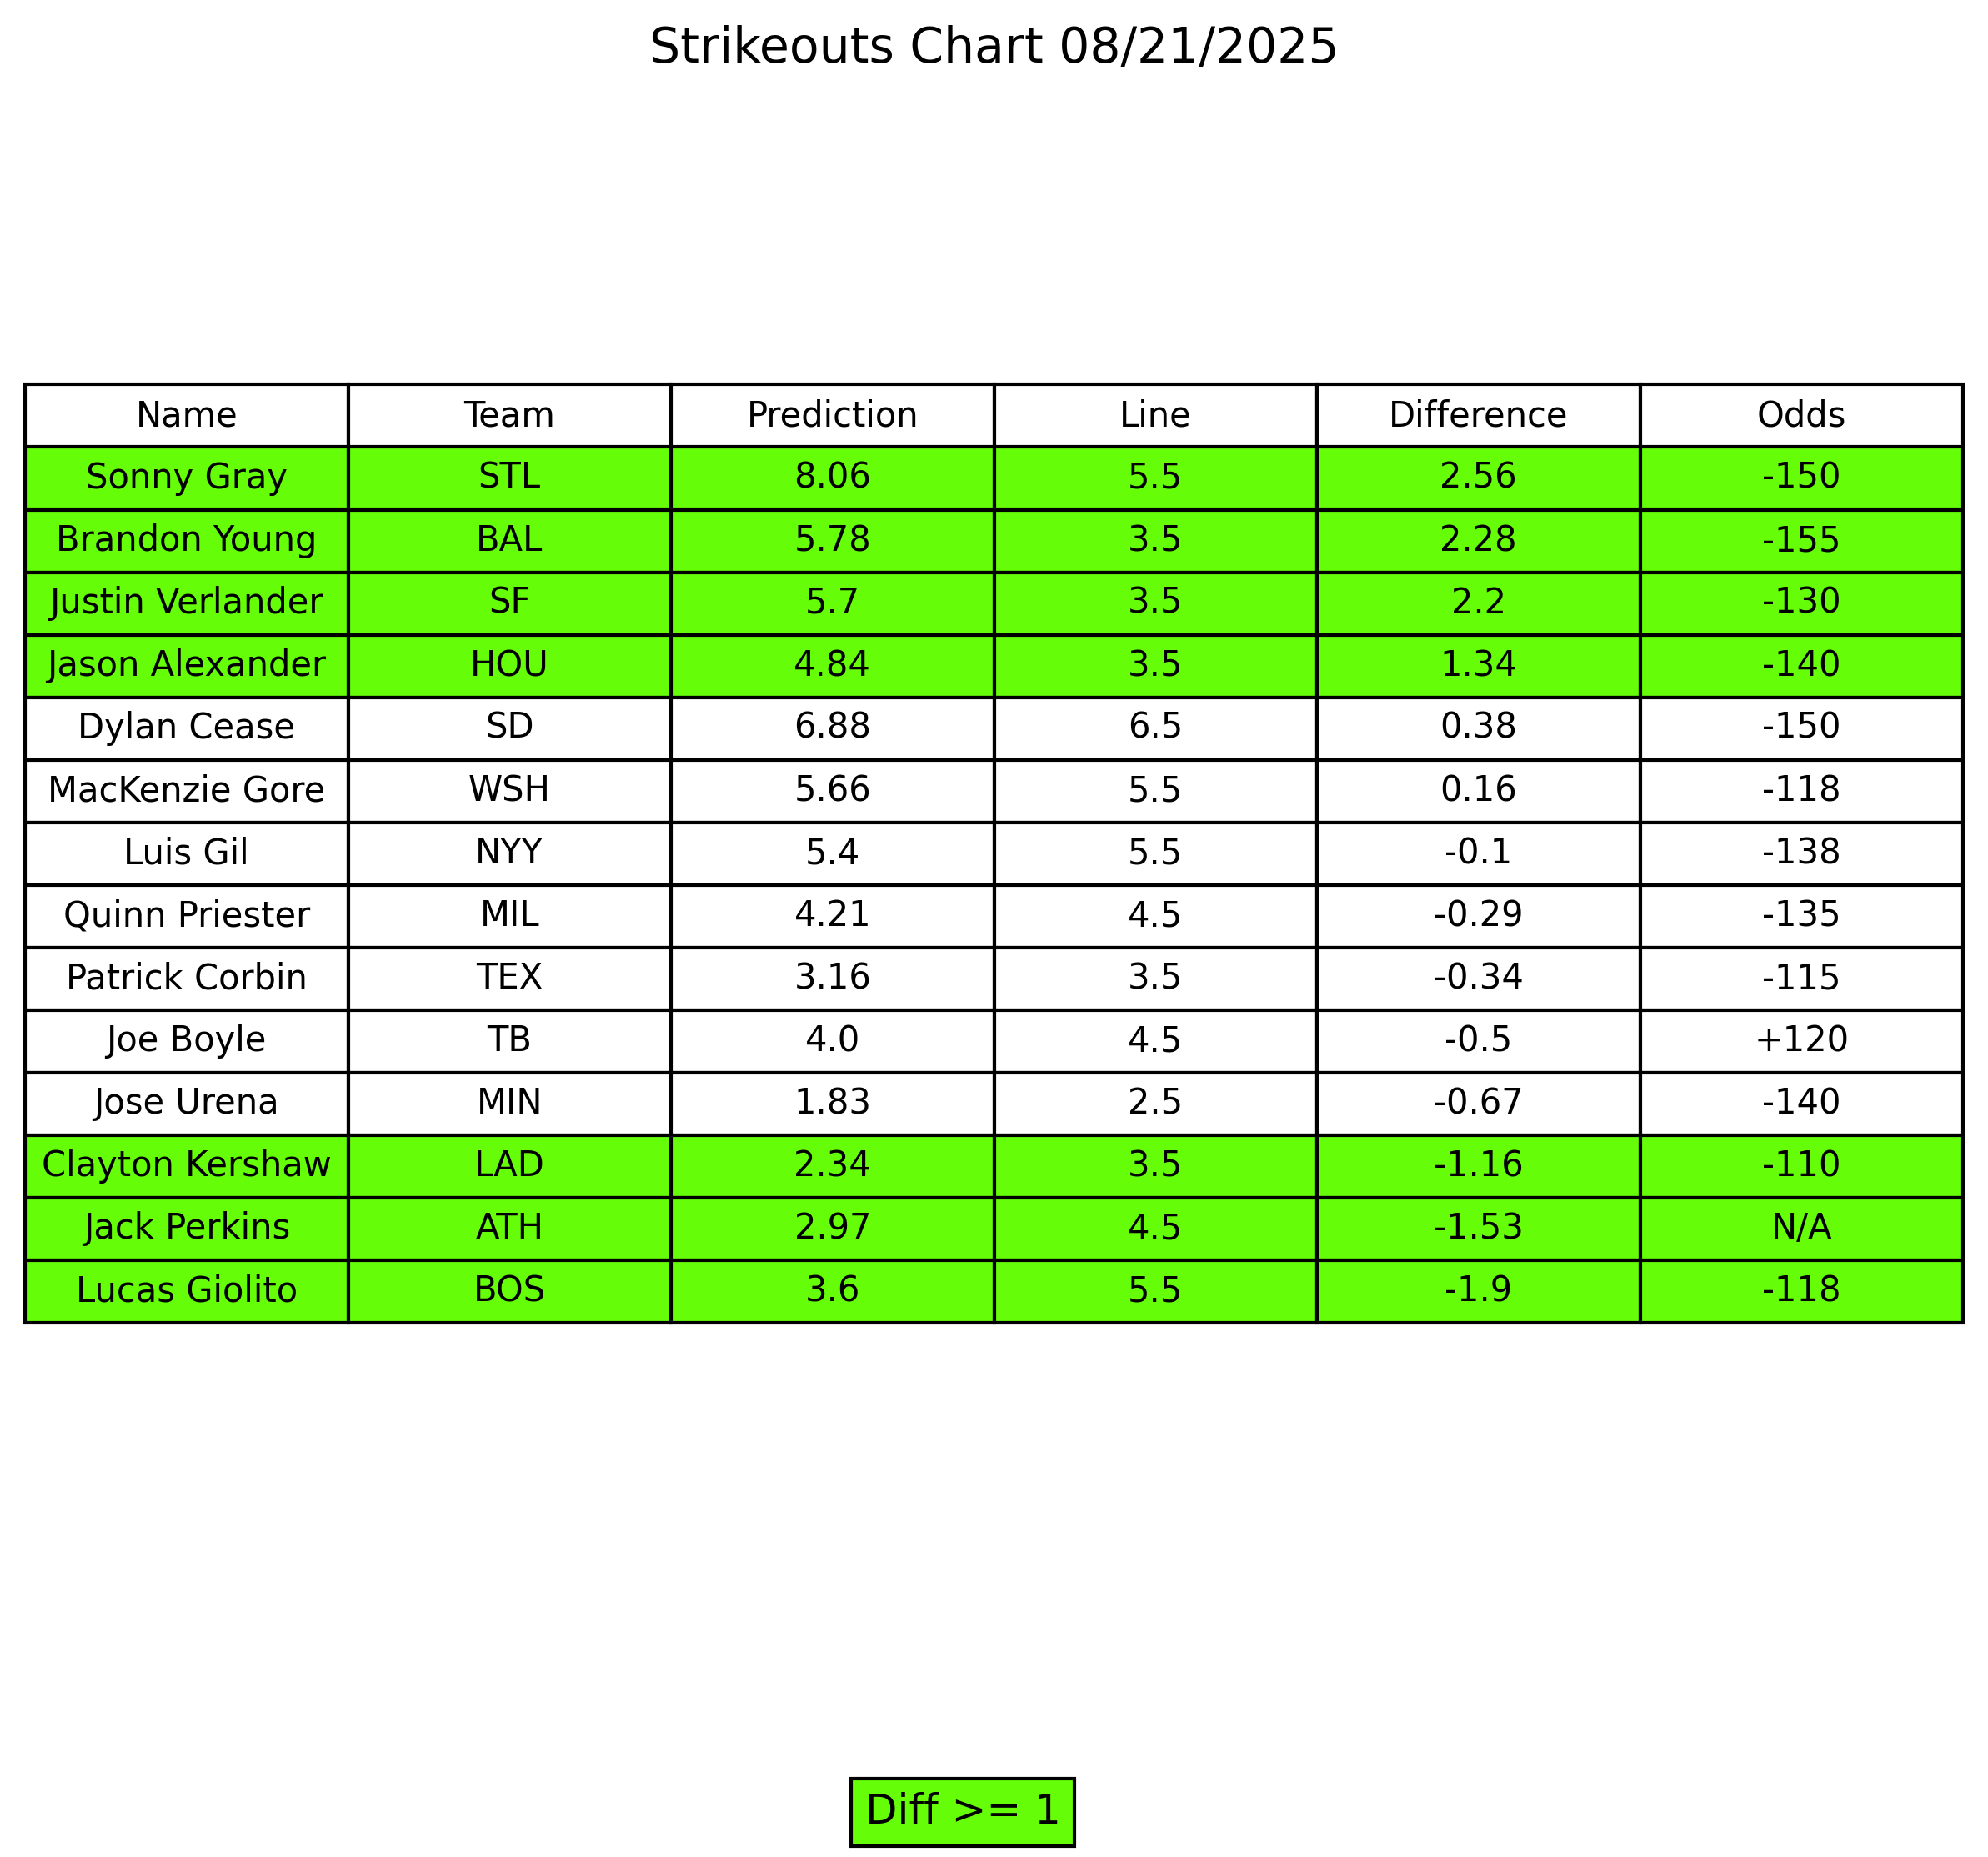 Strikeouts Chart 08/21/2025
Name Team Prediction Line Difference Odds
Sonny Gray STL 8.06 5.5 2.56 -150
Brandon Young BAL 5.78 3.5 2.28 -155
Justin Verlander SF 5.7 3.5 2.2 -130
Jason Alexander HOU 4.84 3.5 1.34 -140
Dylan Cease SD 6.88 6.5 0.38 -150
MacKenzie Gore WSH 5.66 5.5 0.16 -118
Luis Gil NYY 5.4 5.5 -0.1 -138
Quinn Priester MIL 4.21 4.5 -0.29 -135
Patrick Corbin TEX 3.16 3.5 -0.34 -115
Joe Boyle TB 4.0 4.5 -0.5 +120
Jose Urena MIN 1.83 2.5 -0.67 -140
Clayton Kershaw LAD 2.34 3.5 -1.16 -110
Jack Perkins ATH 2.97 4.5 -1.53 N/A
Lucas Giolito BOS 3.6 5.5 -1.9 -118
Diff >= 1